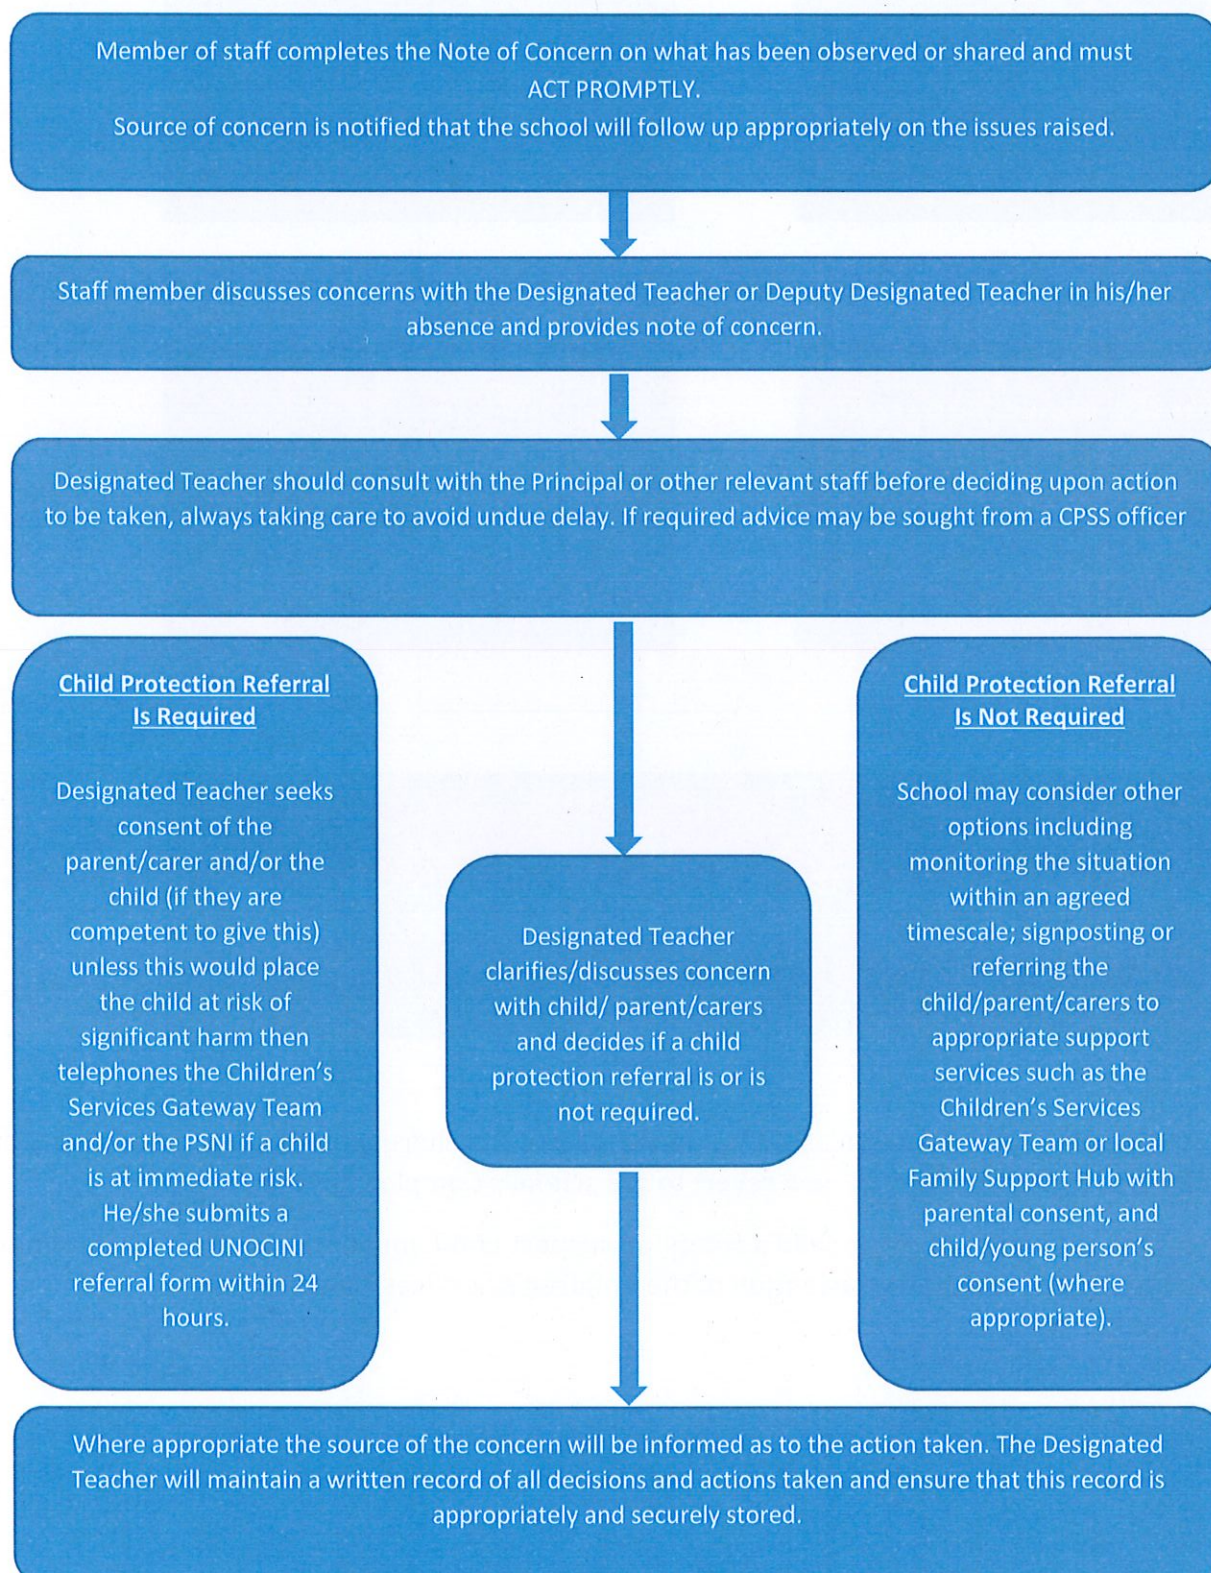 Member of staff completes the Note of Concern on what has been observed or shared and must
ACT PROMPTLY.
Source of concern is notified that the school will follow up appropriately on the issues raised.
Staff member discusses concerns with the Designated Teacher or Deputy Designated Teacher in his/her
absence and provides note of concern.
Designated Teacher should consult with the Principal or other relevant staff before deciding upon action
to be taken, always taking care to avoid undue delay. If required advice may be sought from a CPSS officer
Child Protection Referral
Is Required
Designated Teacher seeks
consent of the
parent/carer and/or the
child (if they are
competent to give this)
unless this would place
the child at risk of
significant harm then
telephones the Children's
Services Gateway Team
and/or the PSNI if a child
is at immediate risk.
He/she submits a
completed UNOCINI
referral form within 24
hours.
Designated Teacher
clarifies/discusses concern
with child/ parent/carers
and decides if a child
protection referral is or is
not required.
Child Protection Referral
Is Not Required
School may consider other
options including
monitoring the situation
within an agreed
timescale; signposting or
referring the
child/parent/carers to
appropriate support
services such as the
Children's Services
Gateway Team or local
Family Support Hub with
parental consent, and
child/young person's
consent (where
appropriate).
Where appropriate the source of the concern will be informed as to the action taken. The Designated
Teacher will maintain a written record of all decisions and actions taken and ensure that this record is
appropriately and securely stored.